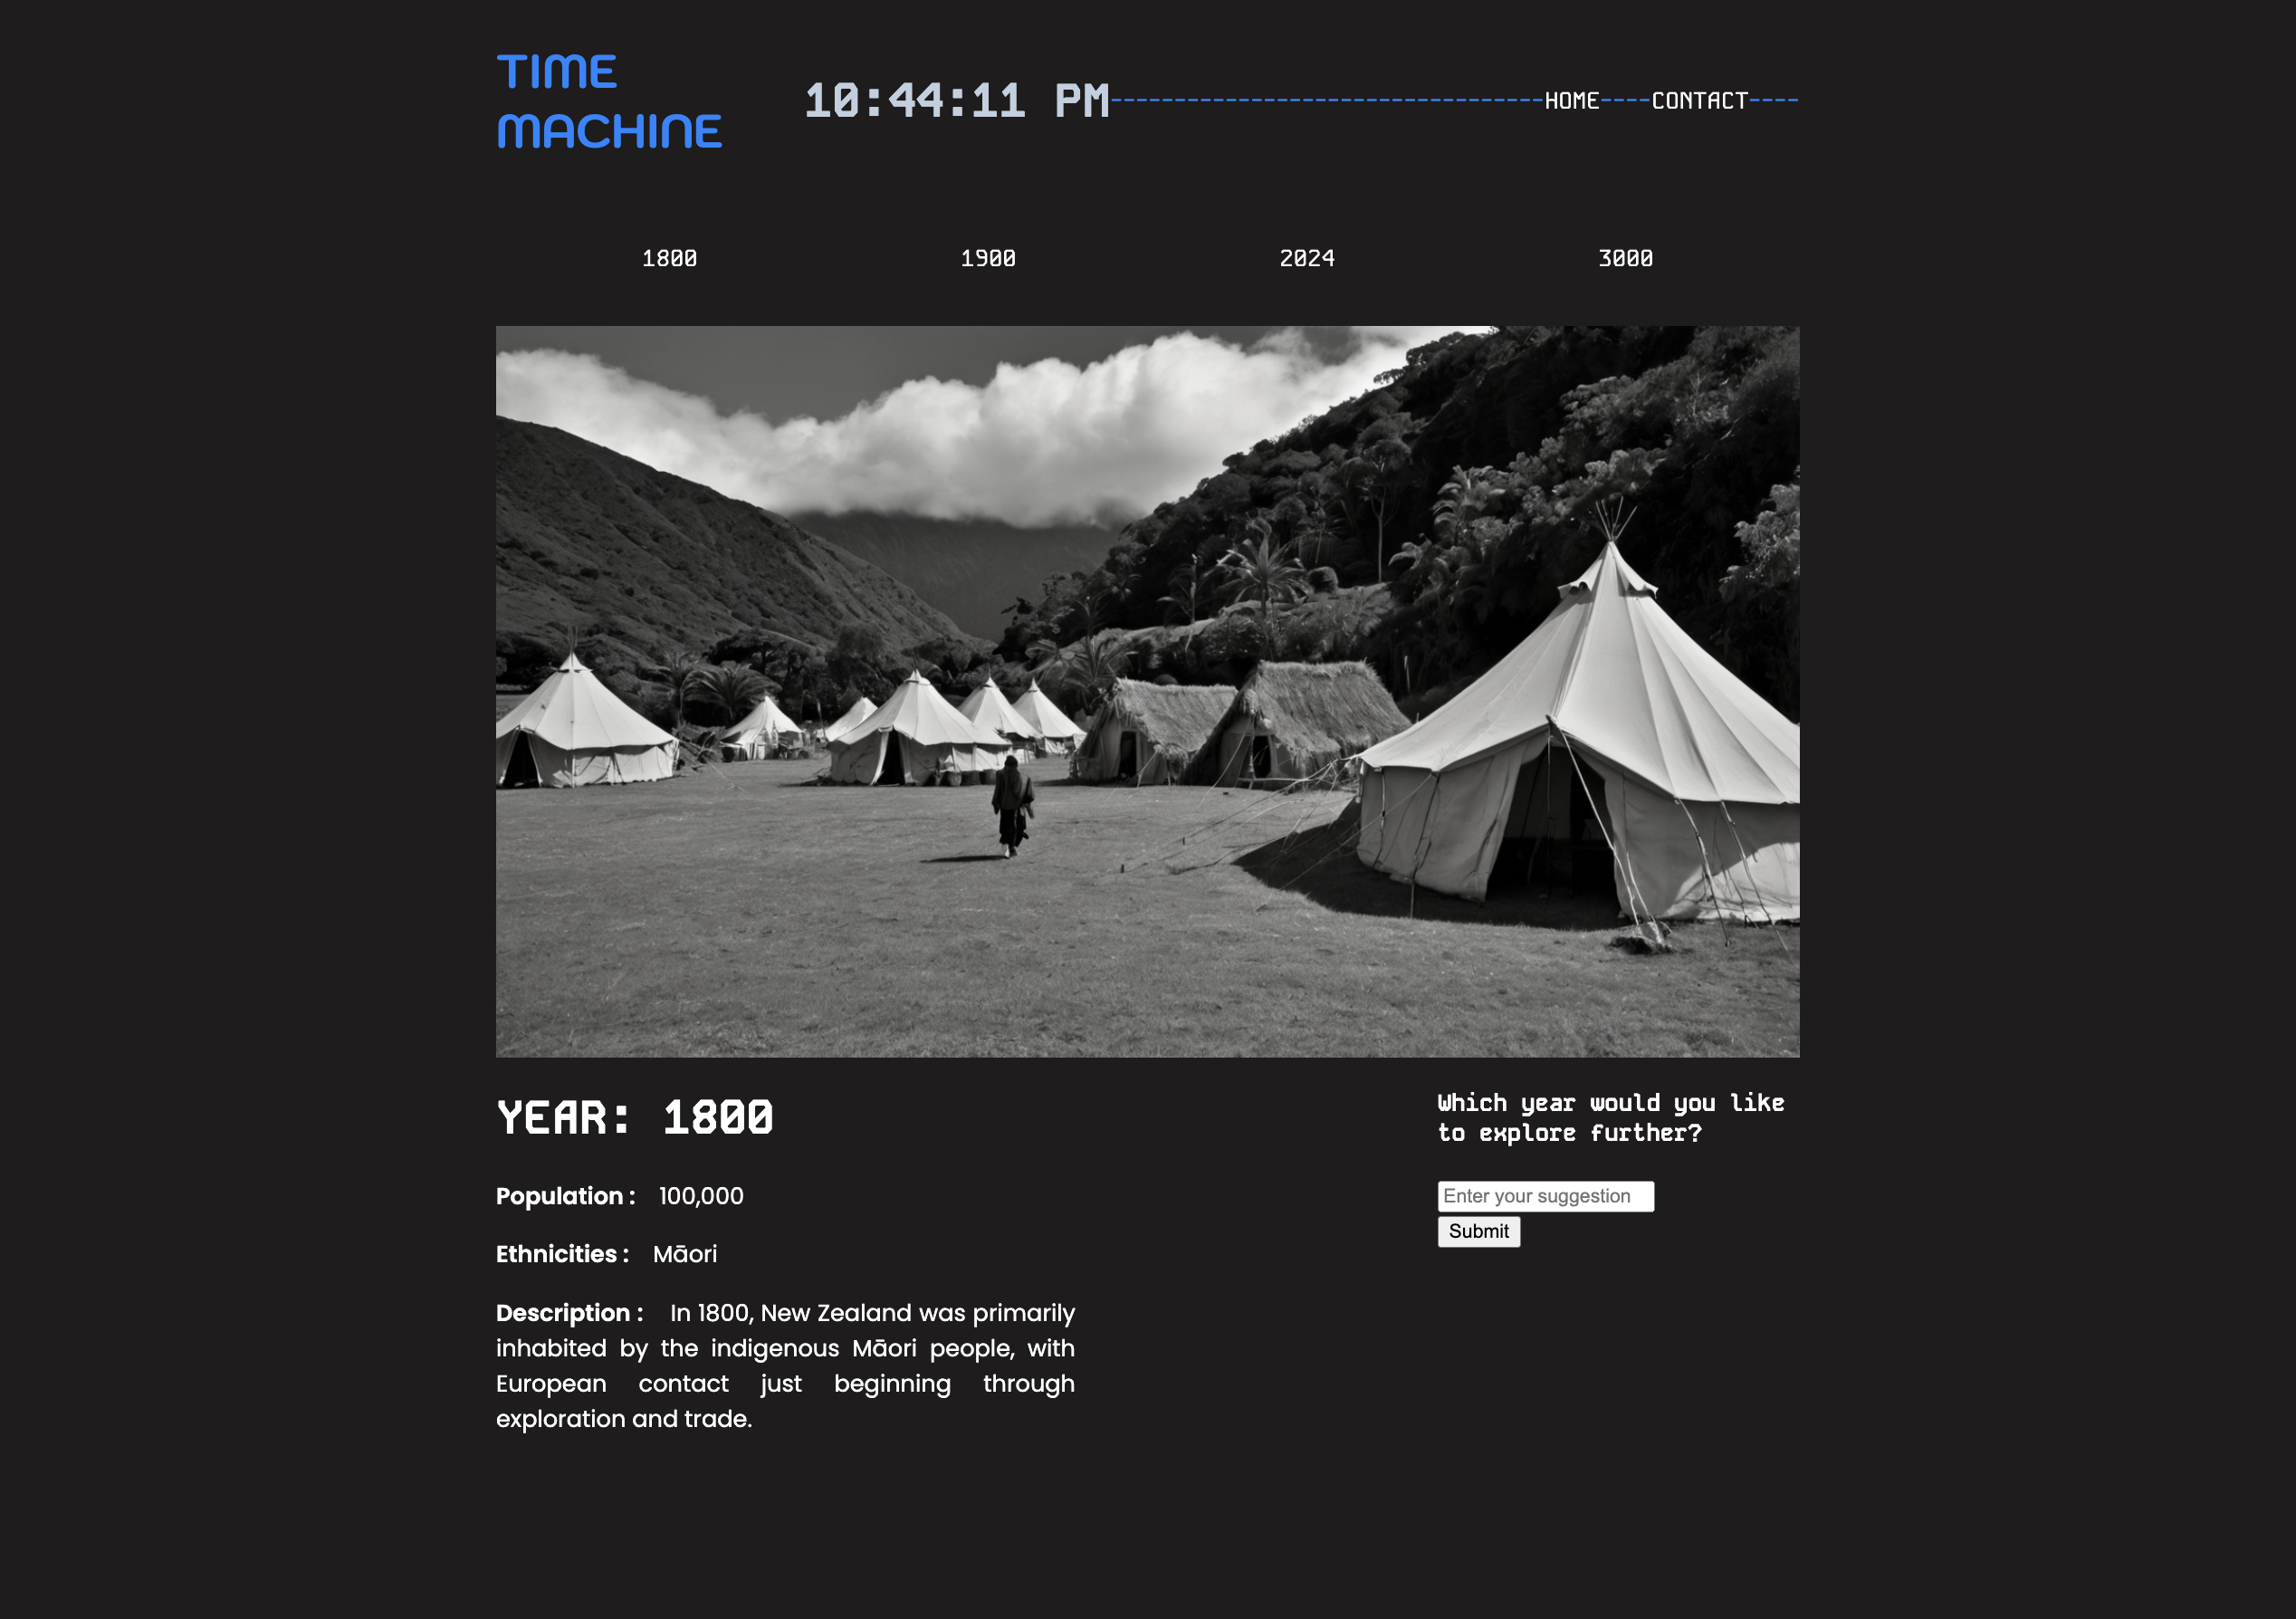 TIME
MACHINE
10:44:11 PM
HOME
CONTACT
1800
1900
2024
3000
YEAR: 1800
Population : 100,000
Ethnicities : Māori
Description : In 1800, New Zealand was primarily
inhabited by the indigenous Māori people, with
European contact just beginning through
exploration and trade.
Which year would you like
to explore further?
Enter your suggestion
Submit